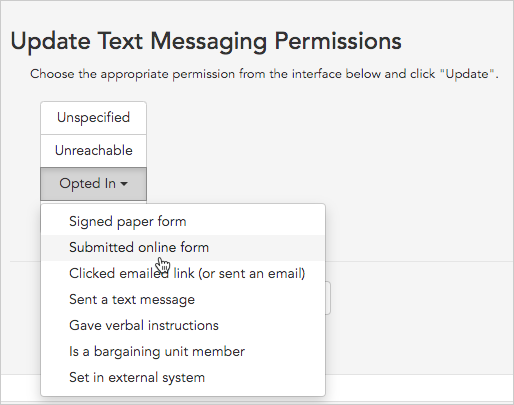 Update Text Messaging Permissions
Choose the appropriate permission from the interface below and click "Update".
Unspecified
Unreachable
Opted In
Signed paper form
Submitted online form
Clicked emailed link (or sent an email)
Sent a text message
Gave verbal instructions
Is a bargaining unit member
Set in external system